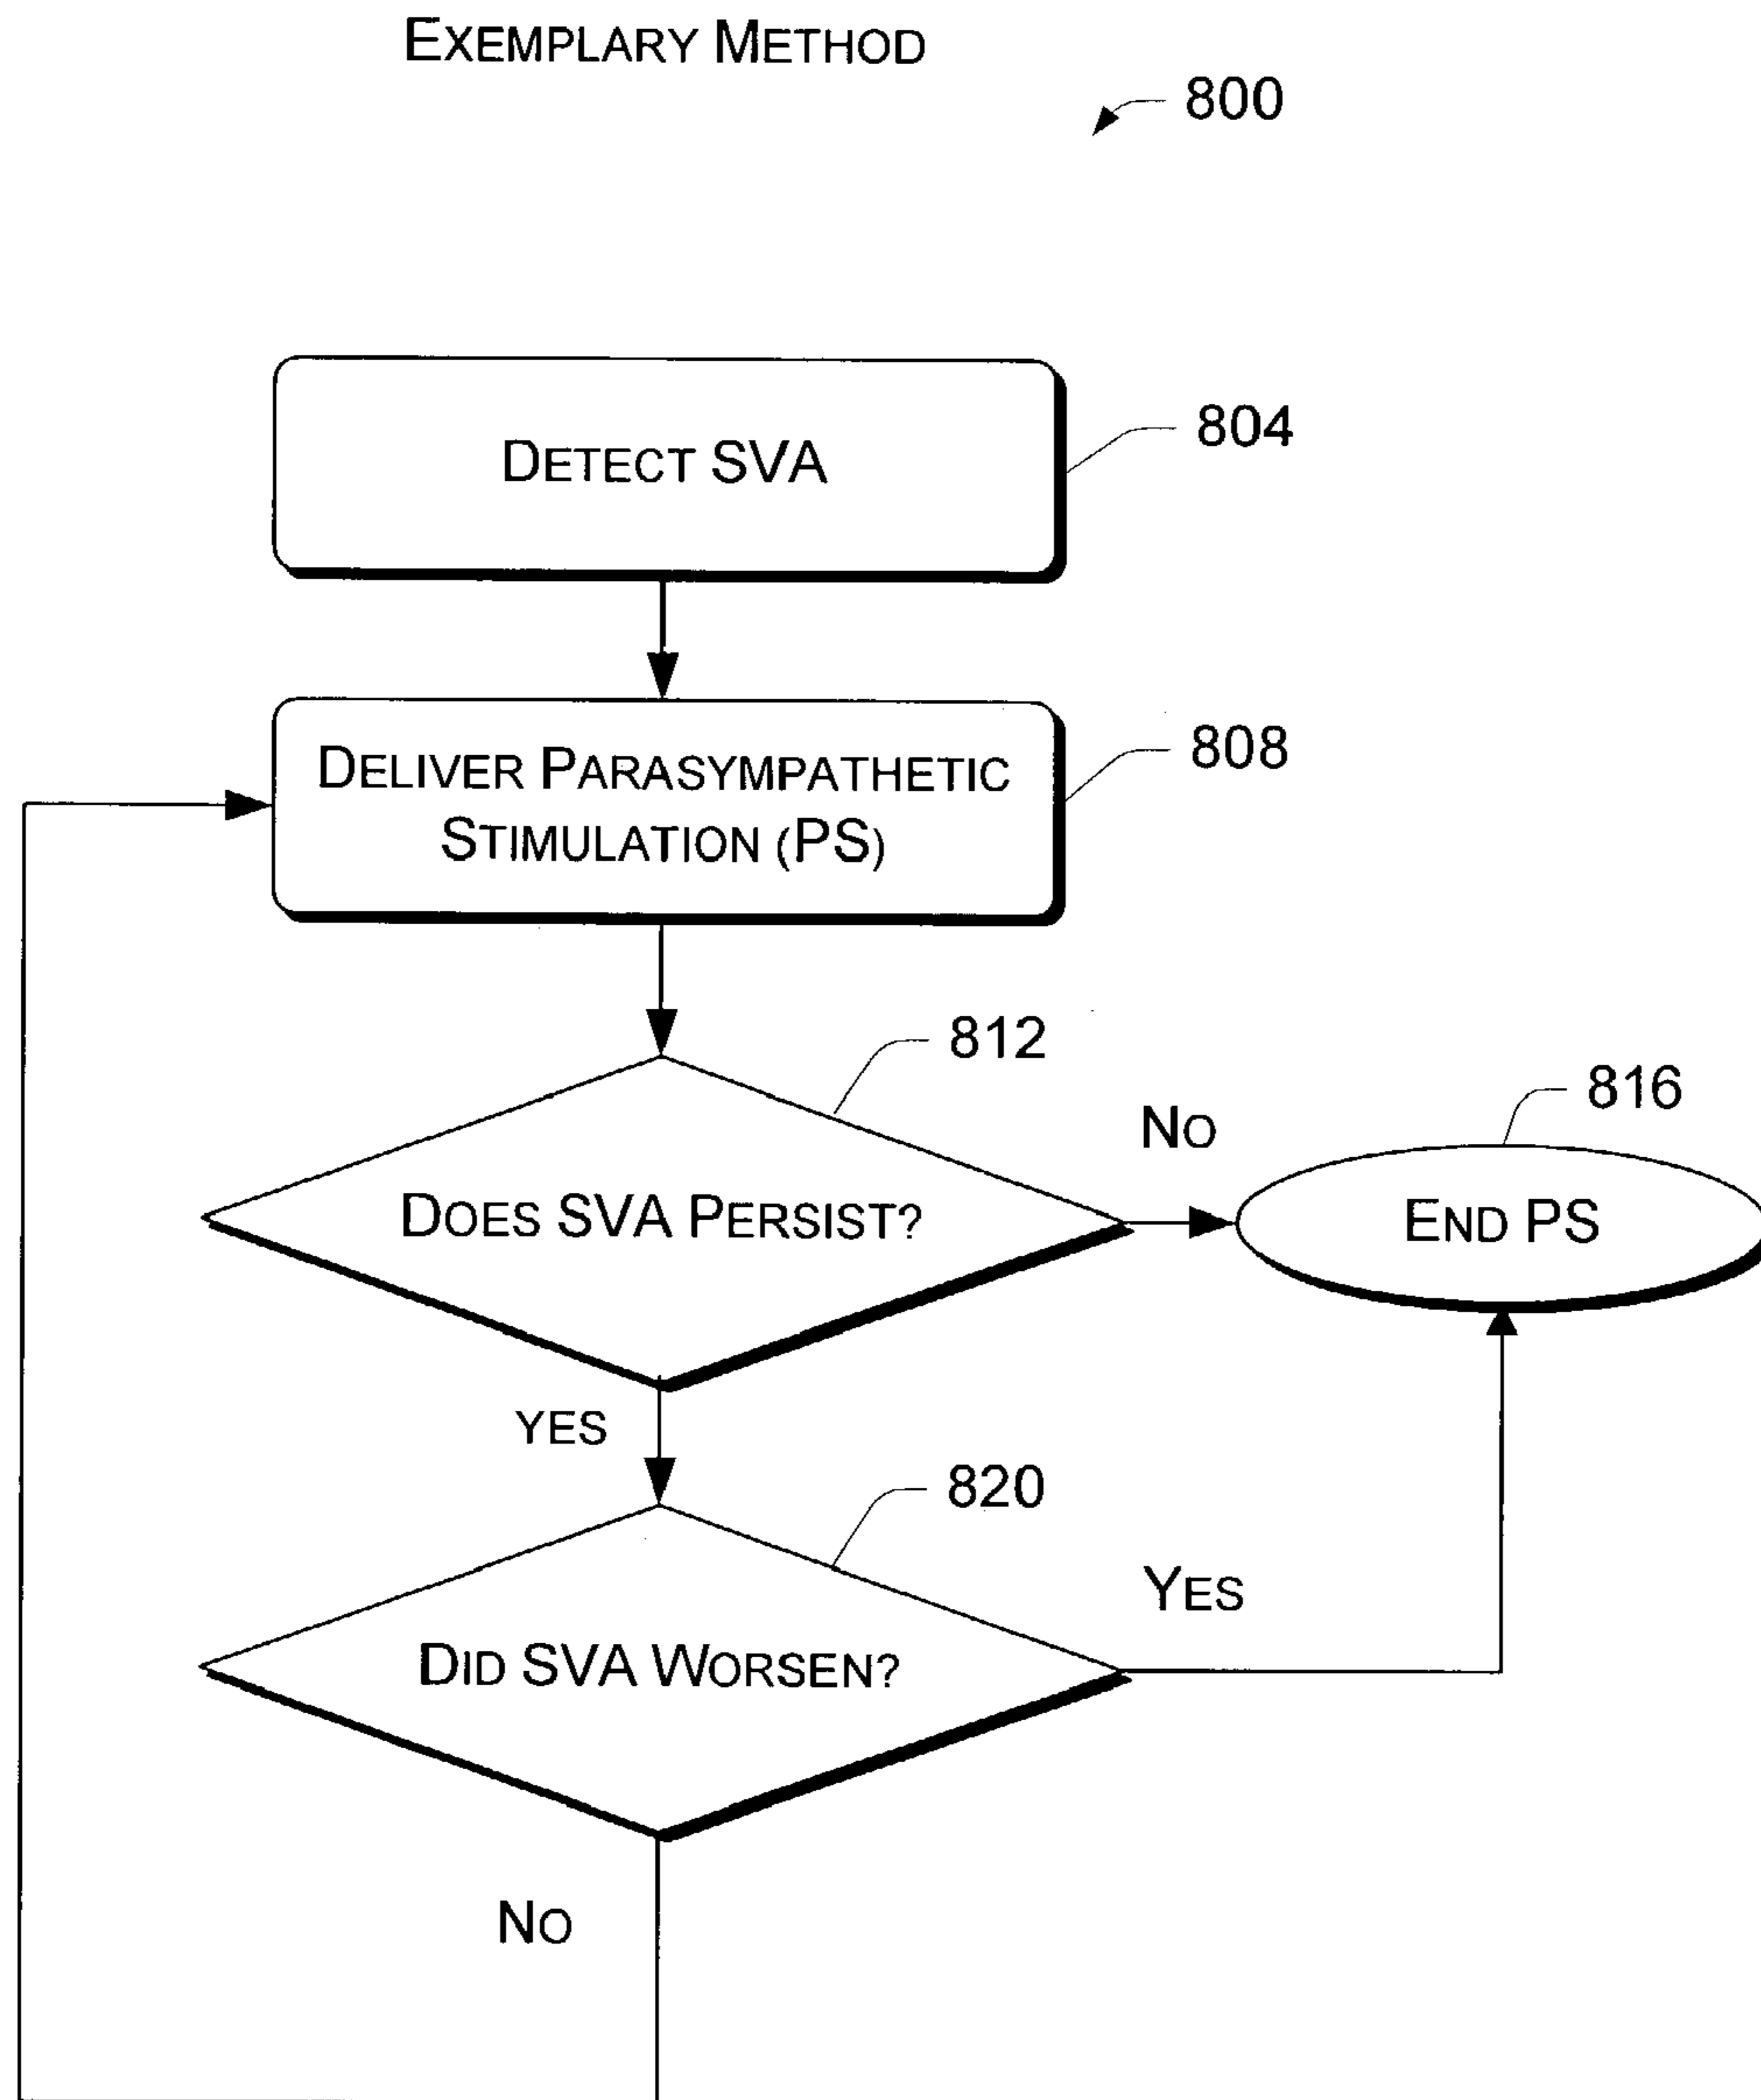 EXEMPLARY METHOD
800
DETECT SVA
804
DELIVER PARASYMPATHETIC
STIMULATION (PS)
808
812
DOES SVA PERSIST?
NO
816
END PS
YES
820
DID SVA WORSEN?
YES
NO